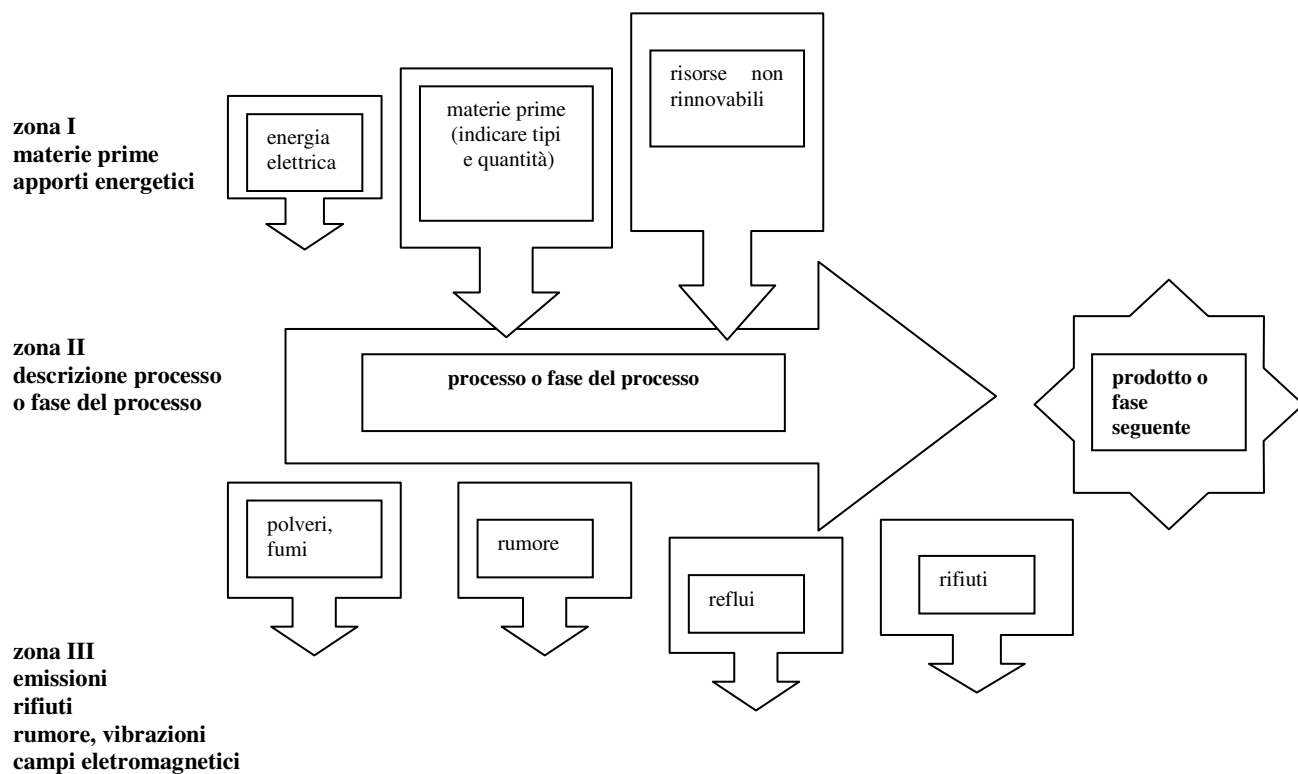 zona I
materie prime
apporti energetici
energia
elettrica
materie prime
(indicare tipi
e quantità)
risorse non
rinnovabili
zona II
descrizione processo
o fase del processo
processo o fase del processo
prodotto o
fase
seguente
polveri,
fumi
rumore
reflui
rifiuti
zona III
emissioni
rifiuti
rumore, vibrazioni
campi eletromagnetici